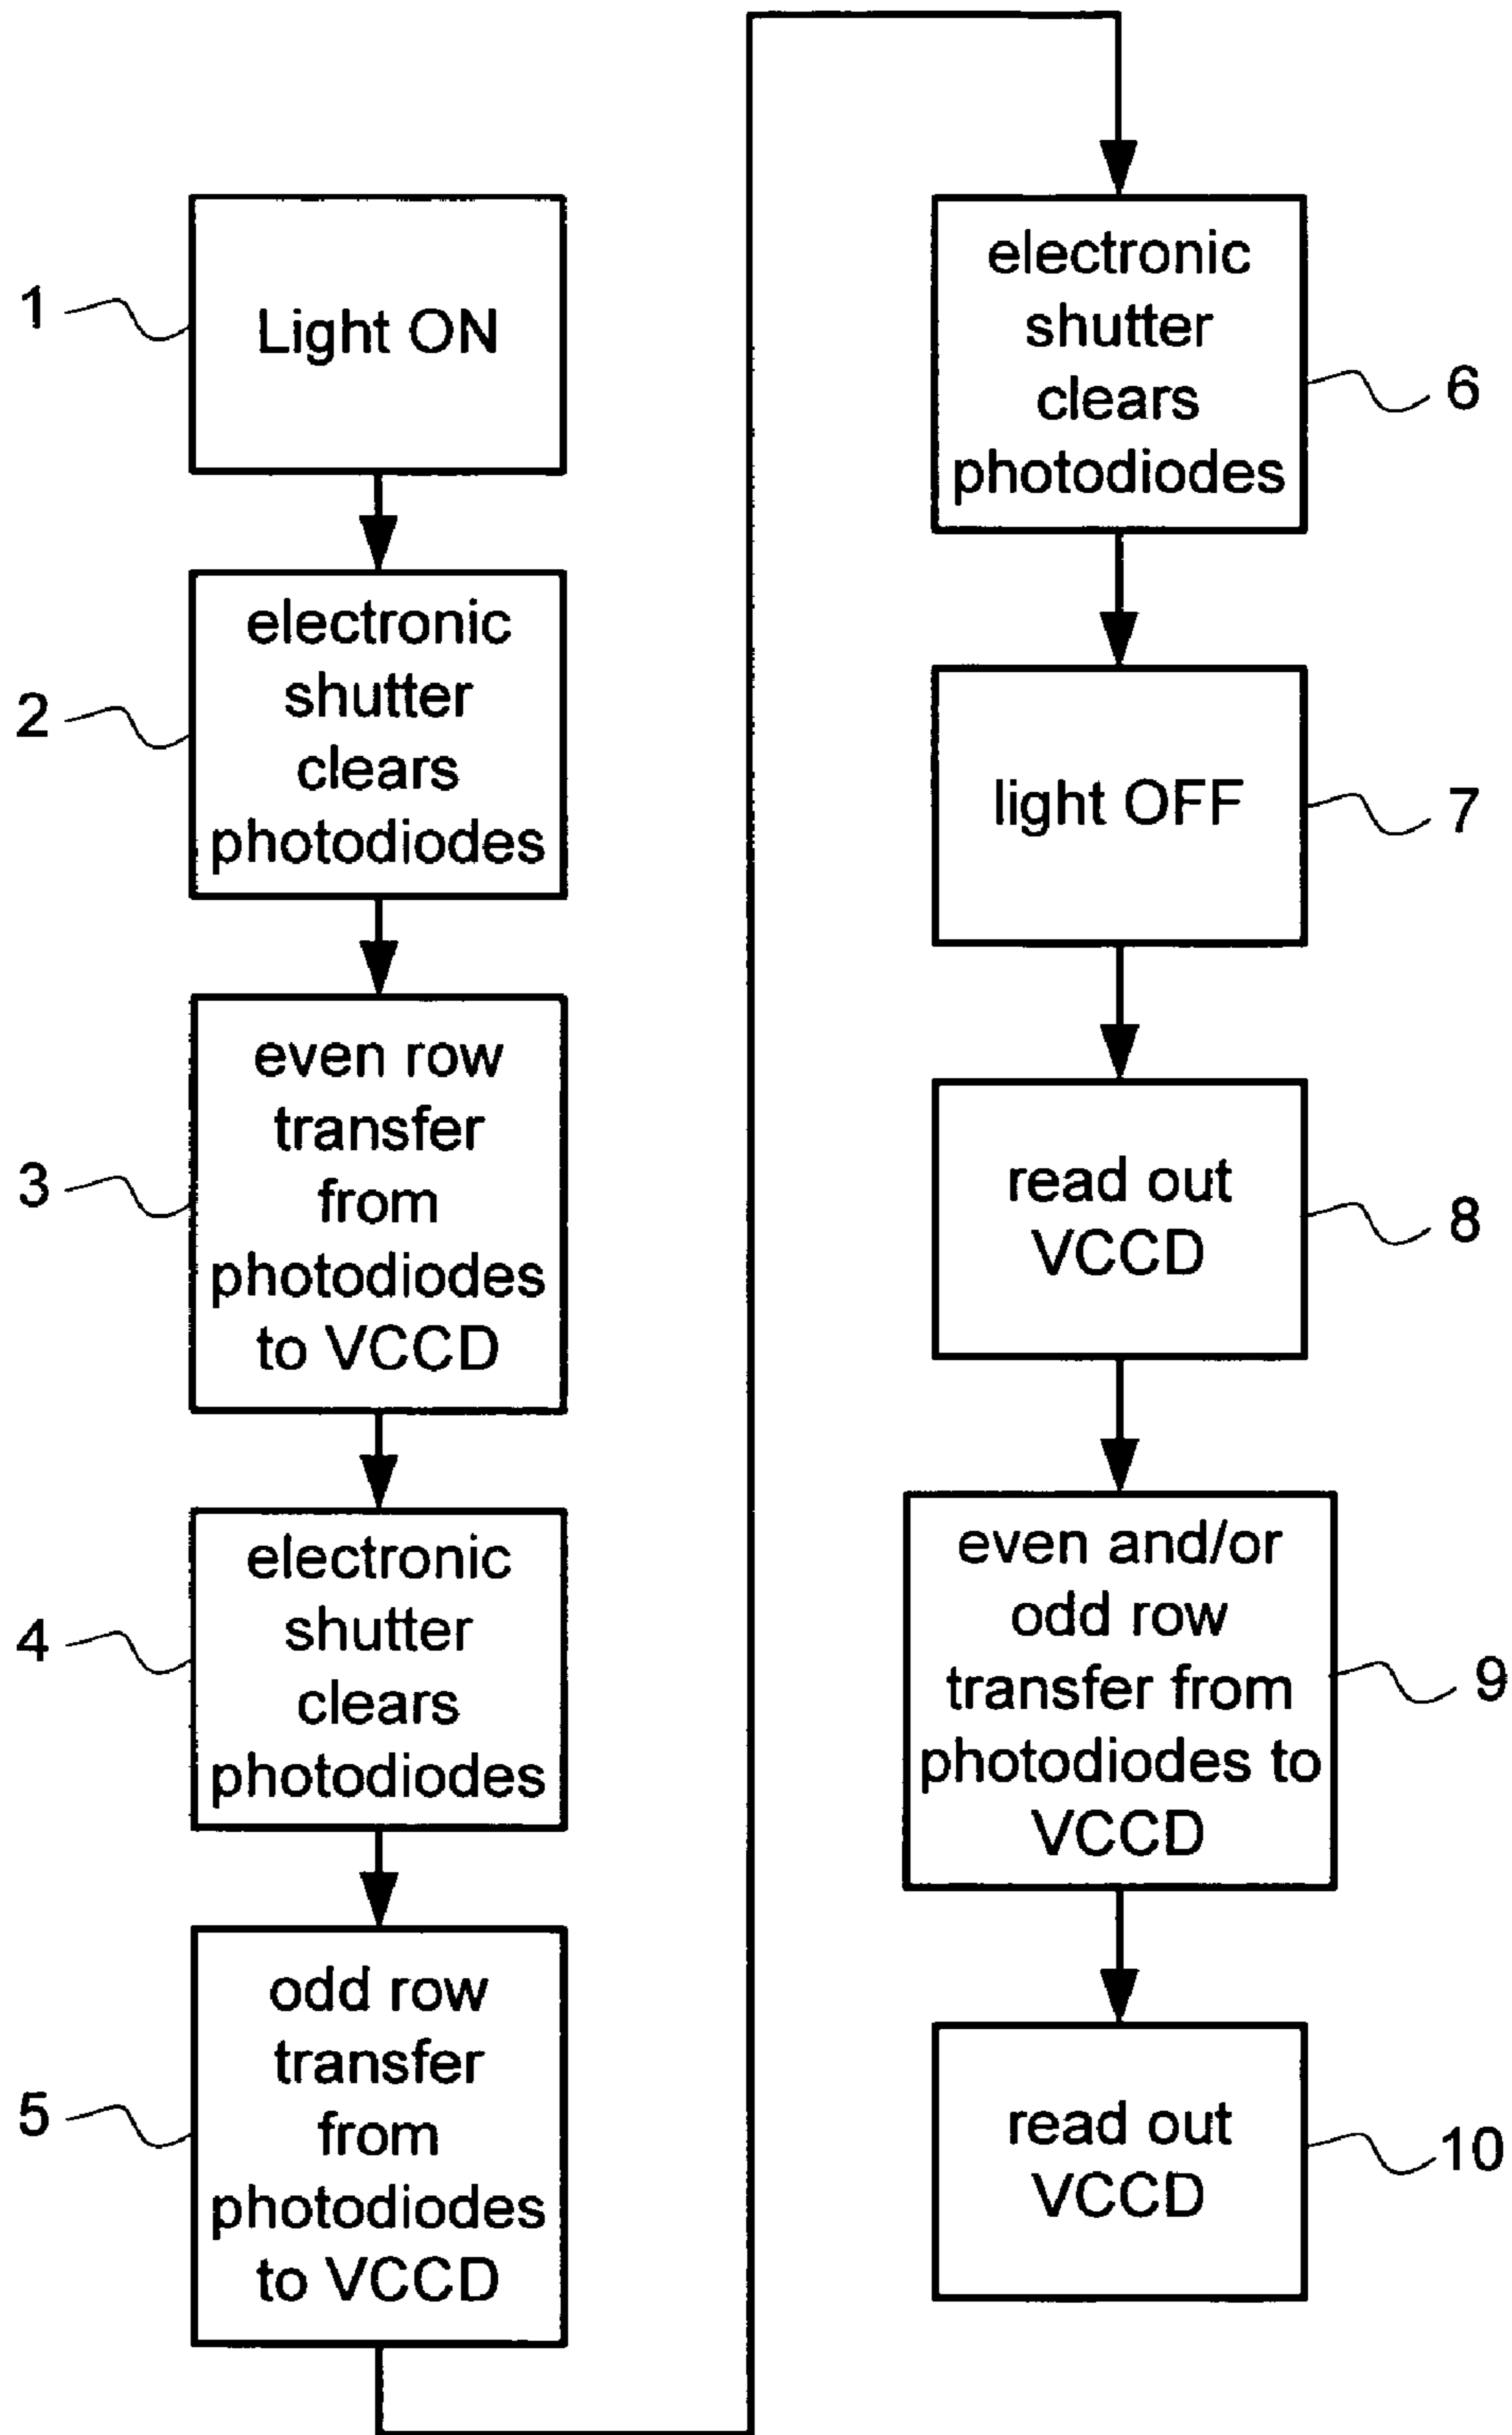 1
Light ON
2
electronic
shutter
clears
photodiodes
3
even row
transfer
from
photodiodes
to VCCD
4
electronic
shutter
clears
photodiodes
5
odd row
transfer
from
photodiodes
to VCCD
electronic
shutter
clears
photodiodes
6
light OFF
7
read out
VCCD
8
even and/or
odd row
transfer from
photodiodes to
VCCD
9
read out
VCCD
10